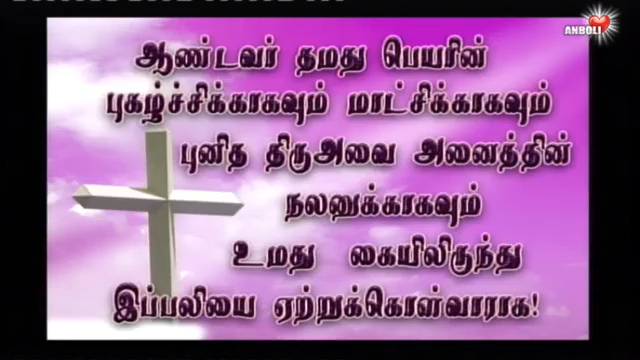 ANBOLI
ஆண்டவர் தமது பெயரின்
புகழ்ச்சிக்காகவும் மாட்சிக்காகவும்
புனித திருஅவை அனைத்தின்
நலனுக்காகவும்
உமது கையிலிருந்து
இப்பலியை ஏற்றுக்கொள்வாராக!